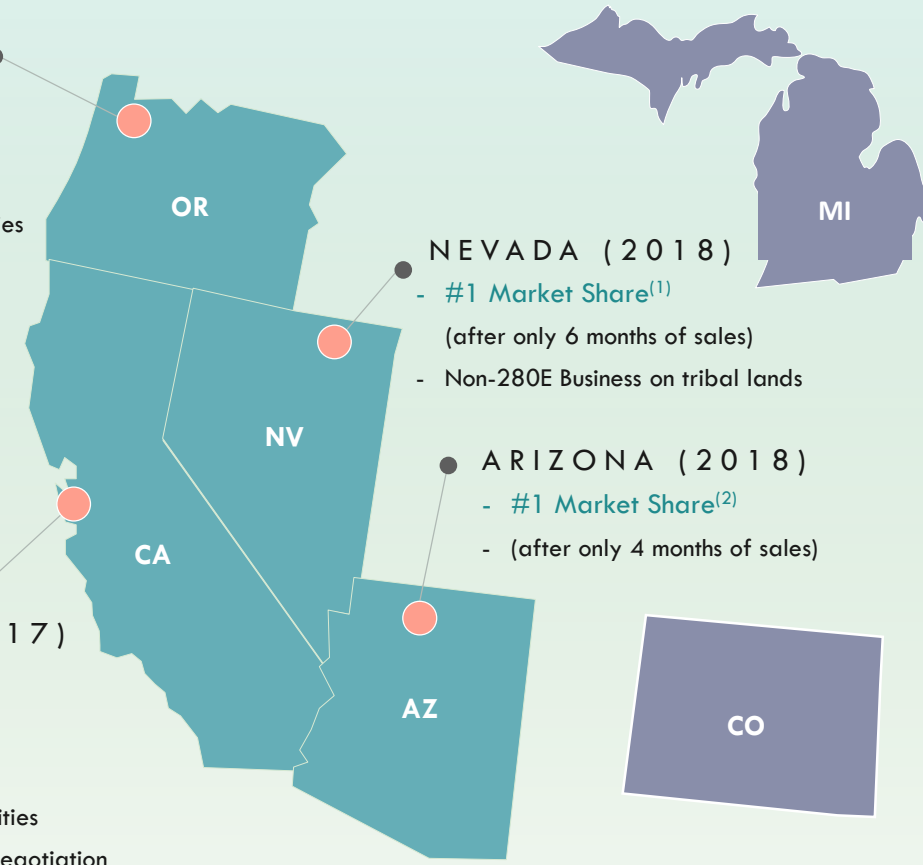 MI
OR
es
NEVADA (2018)
- #1 Market Share(1)
(after only 6 months of sales)
- Non-280E Business on tribal lands
NV
ARIZONA (2018)
- #1 Market Share(2)
- (after only 4 months of sales)
CA
17)
AZ
CO
ities
egotiation